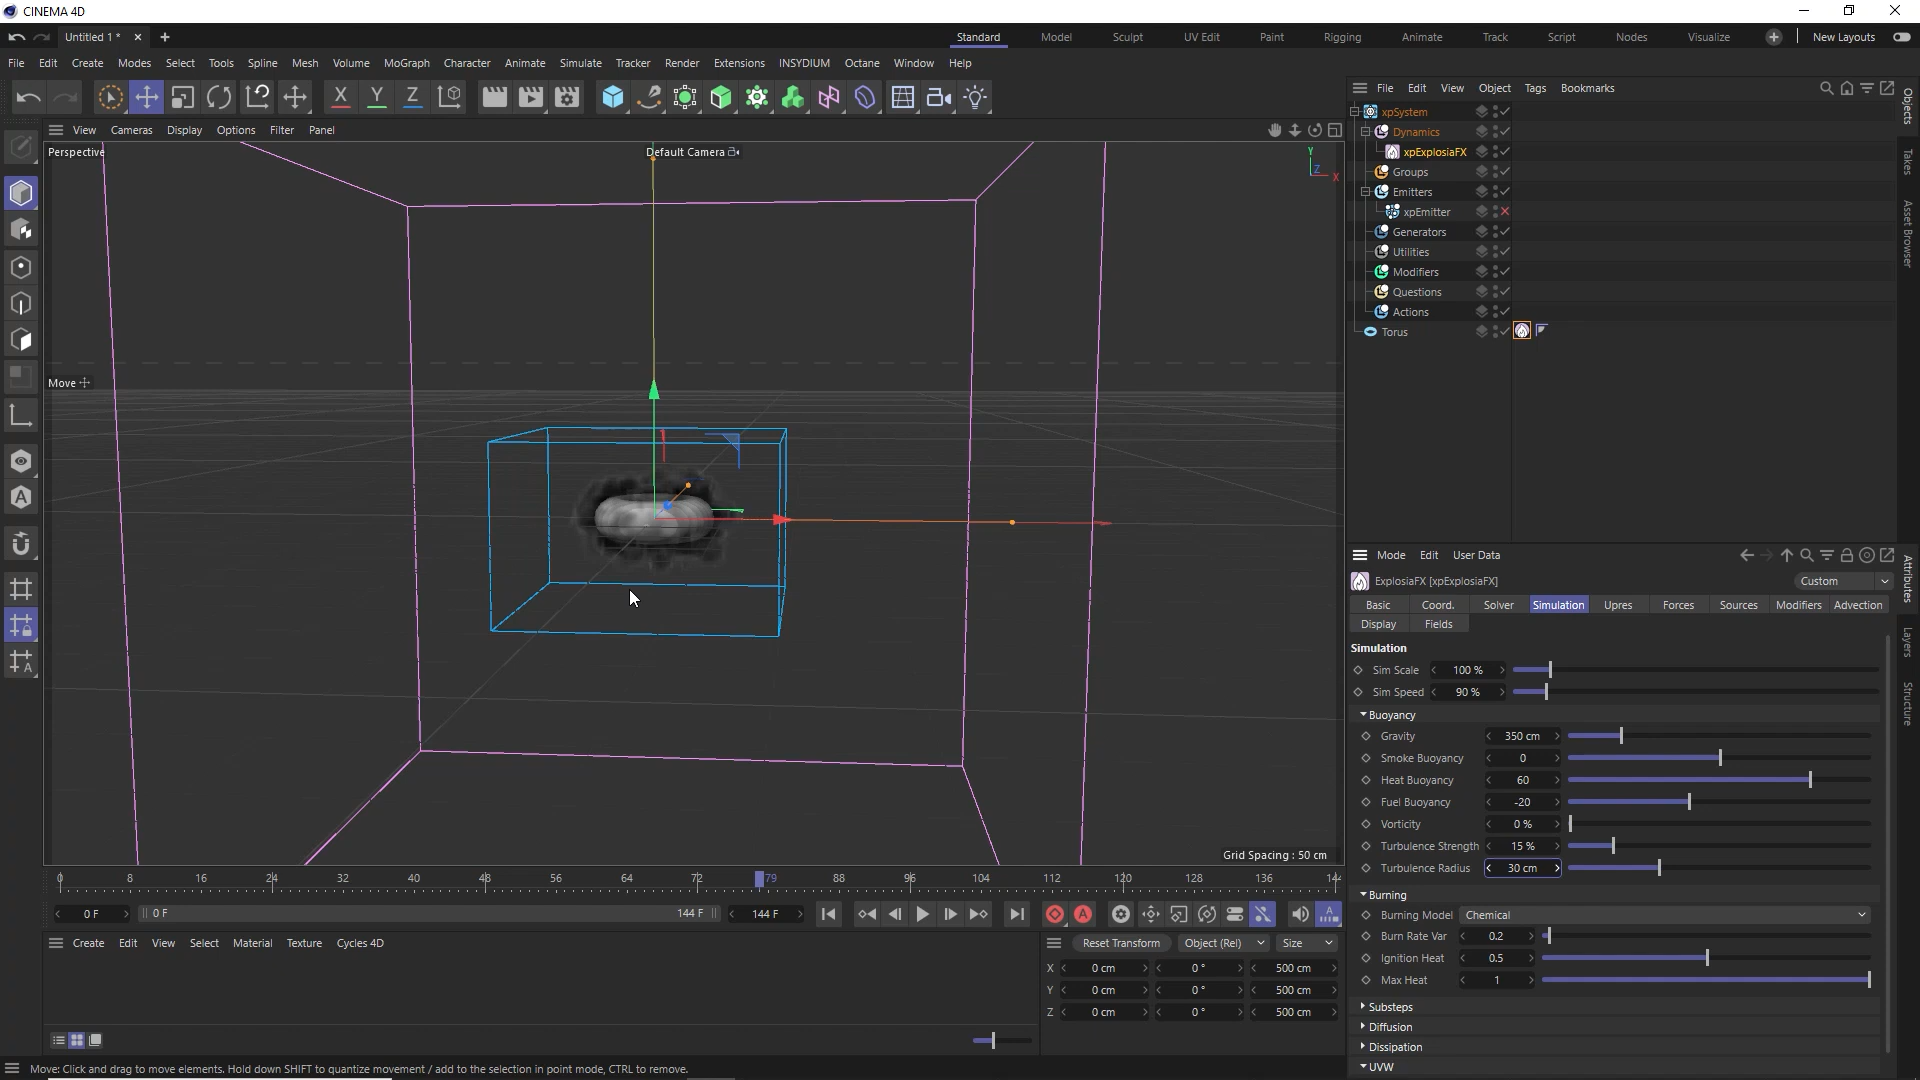 CINEMA 4D
Untitled 1 *
Standard Model Sculpt UV Edit Paint Rigging Animate Track Script Nodes Visualize New Layouts
File Edit Create Modes Select Tools Spline Mesh Volume MoGraph Character Animate Simulate Tracker Render Extensions INSYDIUM Octane Window Help
X Y Z
View Cameras Display Options Filter Panel
Perspective
Default Camera
Y
Z
X
Move
Grid Spacing : 50 cm
0 8 16 24 32 40 48 56 64 72 79 88 96 104 112 120 128 136 144
0 F 0 F 144 F 144 F
Create Edit View Select Material Texture Cycles 4D
Reset Transform Object (Rel) Size
X 0 cm 0 ° 500 cm
Y 0 cm 0 ° 500 cm
Z 0 cm 0 ° 500 cm
Move: Click and drag to move elements. Hold down SHIFT to quantize movement / add to the selection in point mode, CTRL to remove.
File Edit View Object Tags Bookmarks
xpSystem
Dynamics
xpExplosiaFX
Groups
Emitters
xpEmitter
Generators
Utilities
Modifiers
Questions
Actions
Torus
Objects
Takes
Asset Browser
Attributes
Layers
Structure
Mode Edit User Data
ExplosiaFX [xpExplosiaFX] Custom
Basic Coord. Solver Simulation Upres Forces Sources Modifiers Advection
Display Fields
Simulation
Sim Scale 100 %
Sim Speed 90 %
Buoyancy
Gravity 350 cm
Smoke Buoyancy 0
Heat Buoyancy 60
Fuel Buoyancy -20
Vorticity 0 %
Turbulence Strength 15 %
Turbulence Radius 30 cm
Burning
Burning Model Chemical
Burn Rate Var 0.2
Ignition Heat 0.5
Max Heat 1
Substeps
Diffusion
Dissipation
UVW